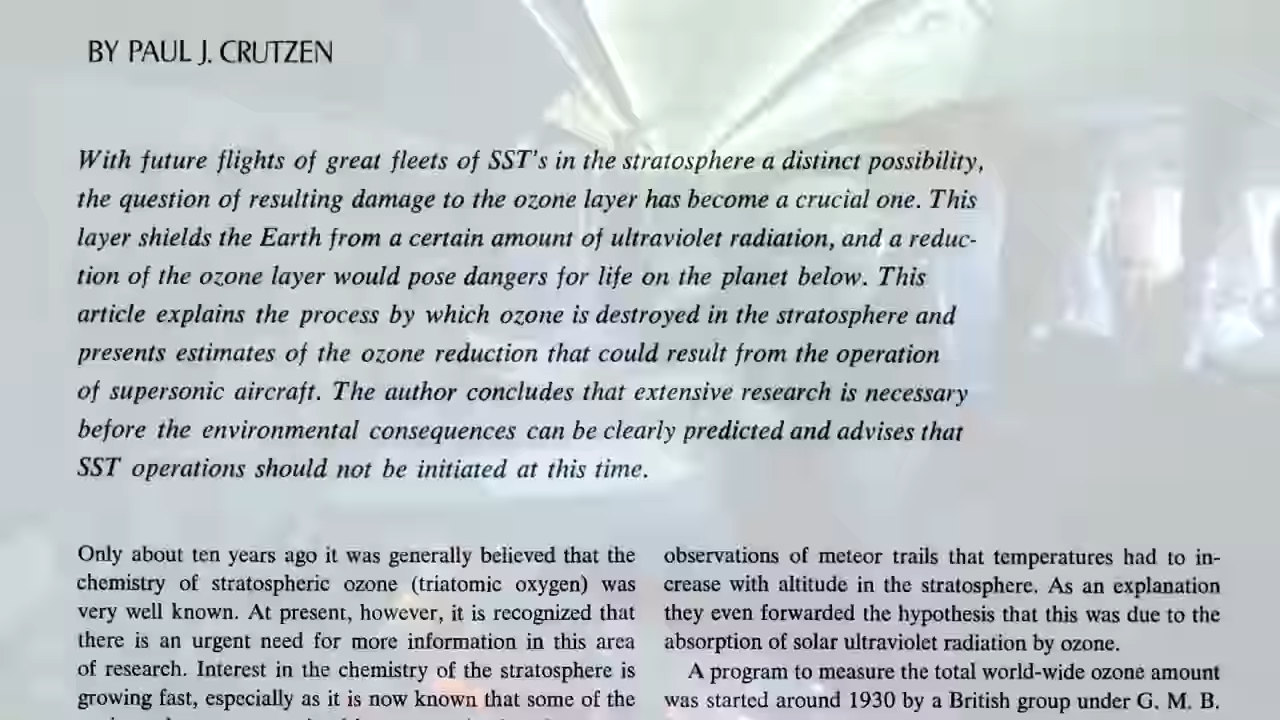 BY PAUL J. CRUTZEN
With future flights of great fleets of SST's in the stratosphere a distinct possibility,
the question of resulting damage to the ozone layer has become a crucial one. This
layer shields the Earth from a certain amount of ultraviolet radiation, and a reduc-
tion of the ozone layer would pose dangers for life on the planet below. This
article explains the process by which ozone is destroyed in the stratosphere and
presents estimates of the ozone reduction that could result from the operation
of supersonic aircraft. The author concludes that extensive research is necessary
before the environmental consequences can be clearly predicted and advises that
SST operations should not be initiated at this time.
Only about ten years ago it was generally believed that the
chemistry of stratospheric ozone (triatomic oxygen) was
very well known. At present, however, it is recognized that
there is an urgent need for more information in this area
of research. Interest in the chemistry of the stratosphere is
growing fast, especially as it is now known that some of the
observations of meteor trails that temperatures had to in-
crease with altitude in the stratosphere. As an explanation
they even forwarded the hypothesis that this was due to the
absorption of solar ultraviolet radiation by ozone.
A program to measure the total world-wide ozone amount
was started around 1930 by a British group under G. M. B.